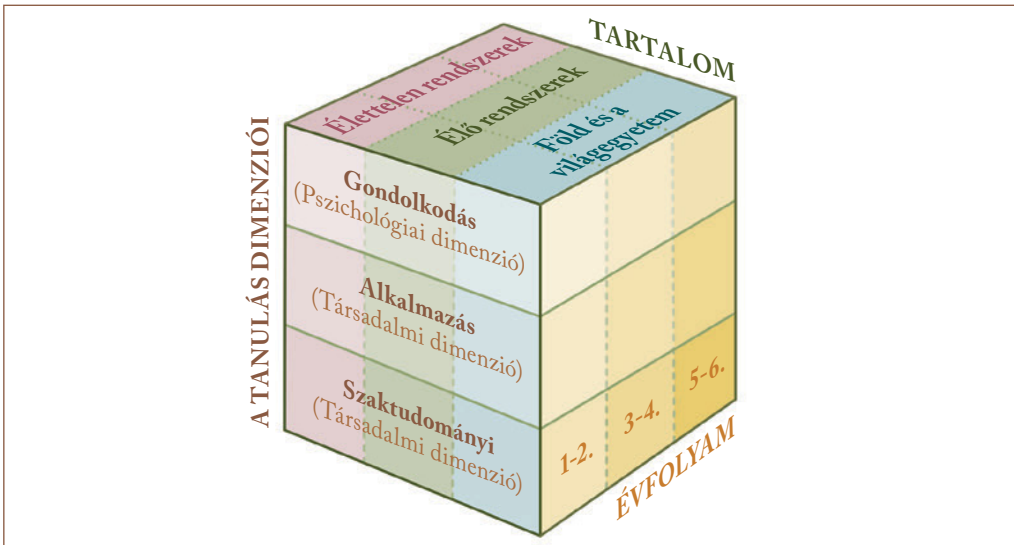 TARTALOM
Élettelen rendszerek
Élő rendszerek
Föld és a
világegyetem
A TANULÁS DIMENZIÓI
Gondolkodás
(Pszichológiai dimenzió)
Alkalmazás
(Társadalmi dimenzió)
Szaktudományi
(Társadalmi dimenzió)
1-2.
3-4.
5-6.
ÉVFOLYAM